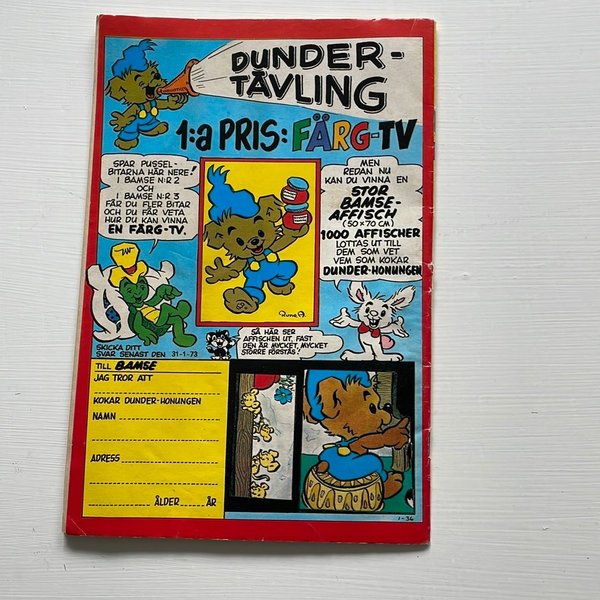 DUNDER-
TÄVLING
1:a PRIS: FÄRG-TV
SPAR PUSSEL-
BITARNA HÄR NERE!
I BAMSE N:R 2
OCH
I BAMSE N:R 3
FÅR DU FLER BITAR
OCH DU FÅR VETA
HUR DU KAN VINNA
EN FÄRG-TV.
MEN
REDAN NU
KAN DU VINNA EN
STOR
BAMSE-
AFFISCH
(50 x 70 CM)
1000 AFFISCHER
LOTTAS UT TILL
DEM SOM VET
VEM SOM KOKAR
DUNDER-HONUNGEN
Rune A.
SÅ HÄR SER
AFFISCHEN UT, FAST
DEN ÄR MYCKET, MYCKET
STÖRRE FÖRSTÅS!
SKICKA DITT
SVAR SENAST DEN 31-1-73
TILL BAMSE
JAG TROR ATT
KOKAR DUNDER-HONUNGEN
NAMN
ADRESS
ÅLDER ÅR
1-36